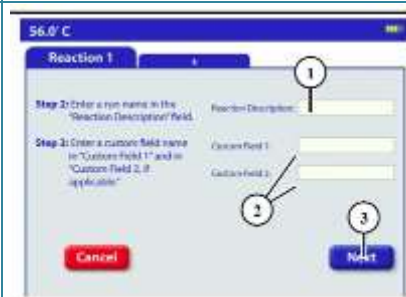 56.0° C
Reaction 1
+
1
Step 2: Enter a run name in the
"Reaction Description" field.
Reaction Description:
Step 3: Enter a custom field name
in "Custom Field 1" and in
"Custom Field 2, if
applicable."
Custom Field 1:
Custom Field 2:
2
3
Cancel
Next